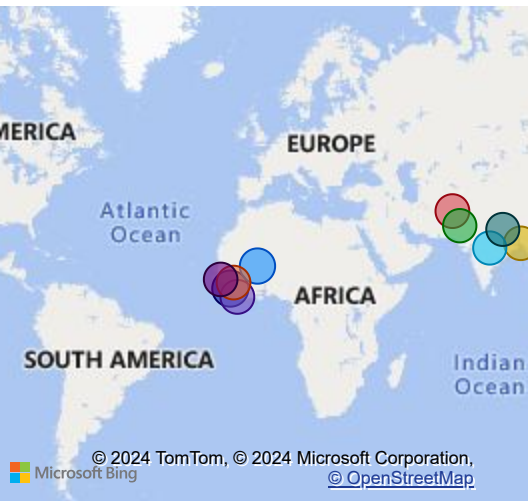 MERICA
EUROPE
Atlantic
Ocean
AFRICA
SOUTH AMERICA
Indian
Ocean
© 2024 TomTom, © 2024 Microsoft Corporation,
Microsoft Bing
© OpenStreetMap